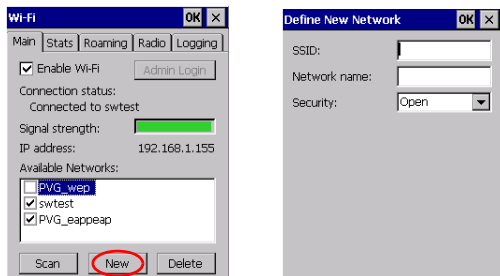 Wi-Fi OK ×
Main Stats Roaming Radio Logging
Enable Wi-Fi Admin Login
Connection status:
Connected to swtest
Signal strength:
IP address: 192.168.1.155
Available Networks:
PVG_wep
swtest
PVG_eappeap
Scan New Delete
Define New Network OK ×
SSID:
Network name:
Security: Open